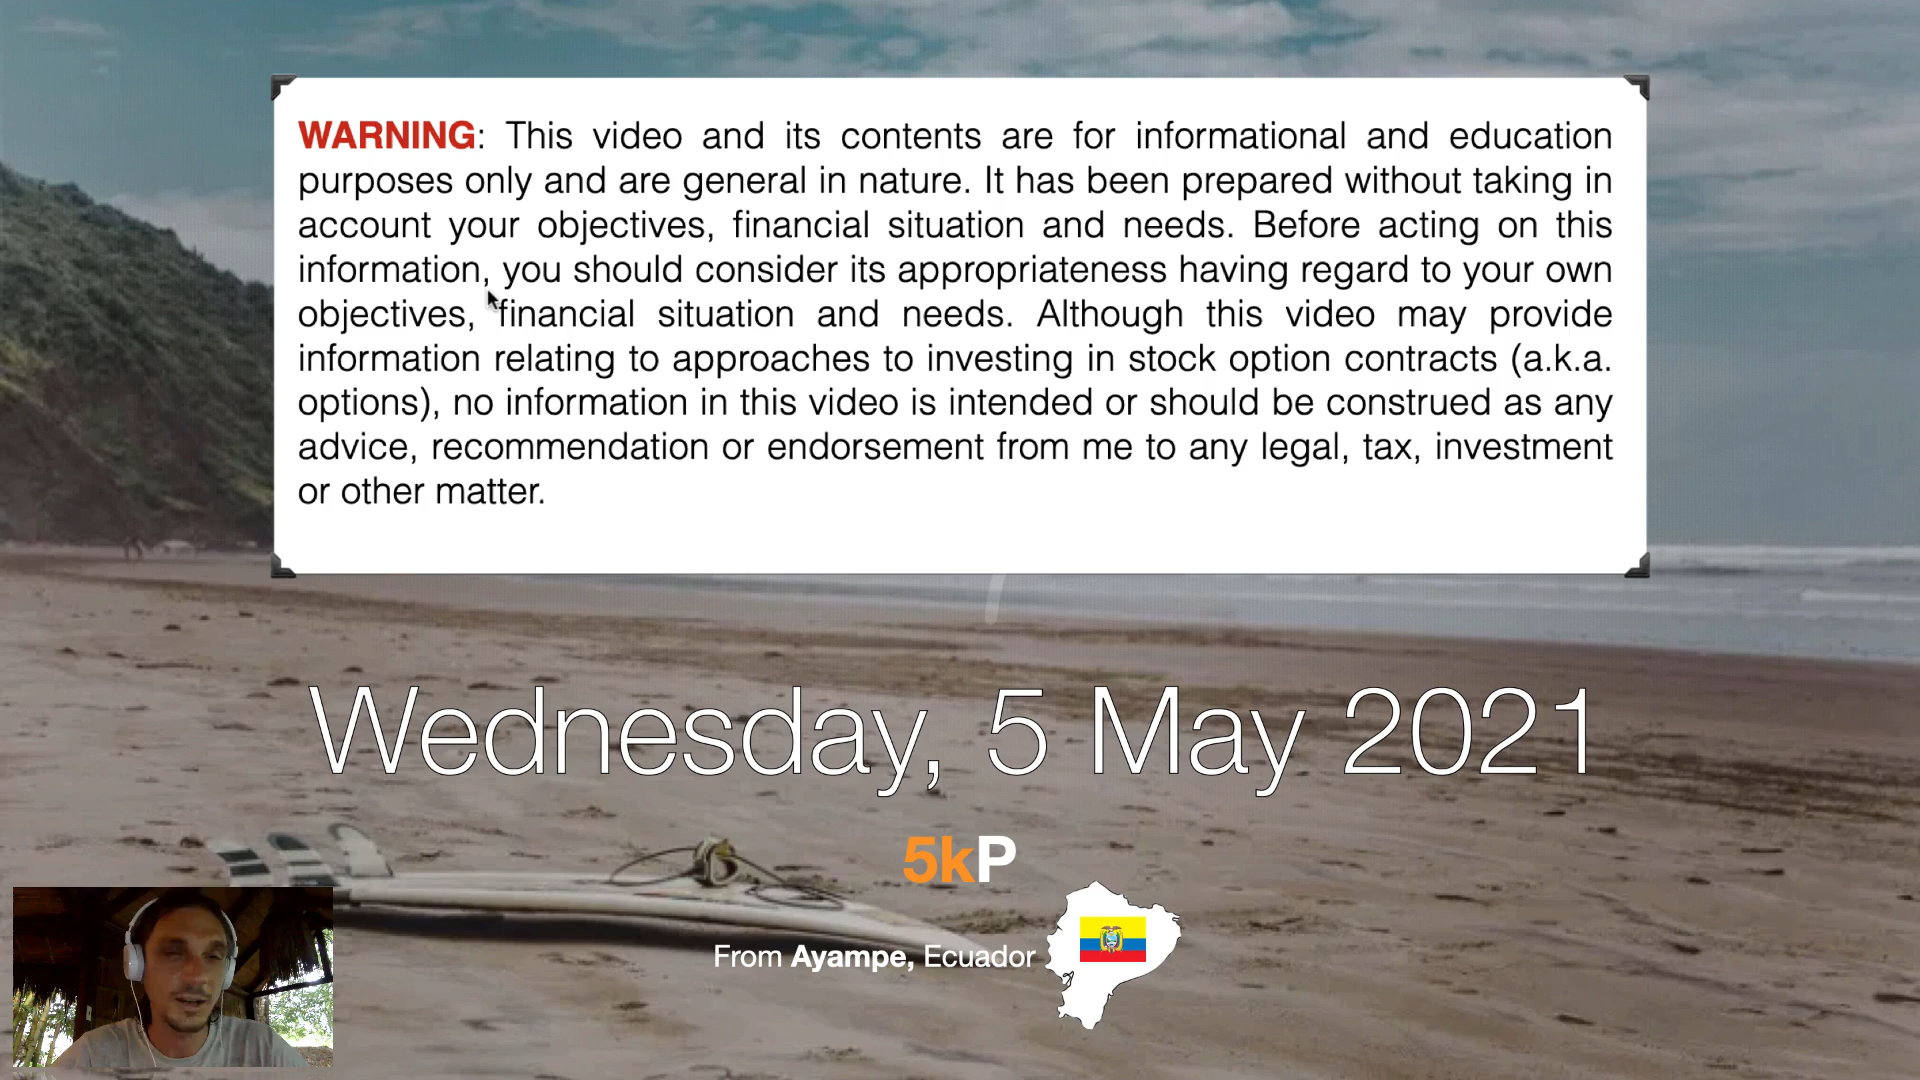 WARNING: This video and its contents are for informational and education
purposes only and are general in nature. It has been prepared without taking in
account your objectives, financial situation and needs. Before acting on this
information, you should consider its appropriateness having regard to your own
objectives, financial situation and needs. Although this video may provide
information relating to approaches to investing in stock option contracts (a.k.a.
options), no information in this video is intended or should be construed as any
advice, recommendation or endorsement from me to any legal, tax, investment
or other matter.
Wednesday, 5 May 2021
5kP
From Ayampe, Ecuador